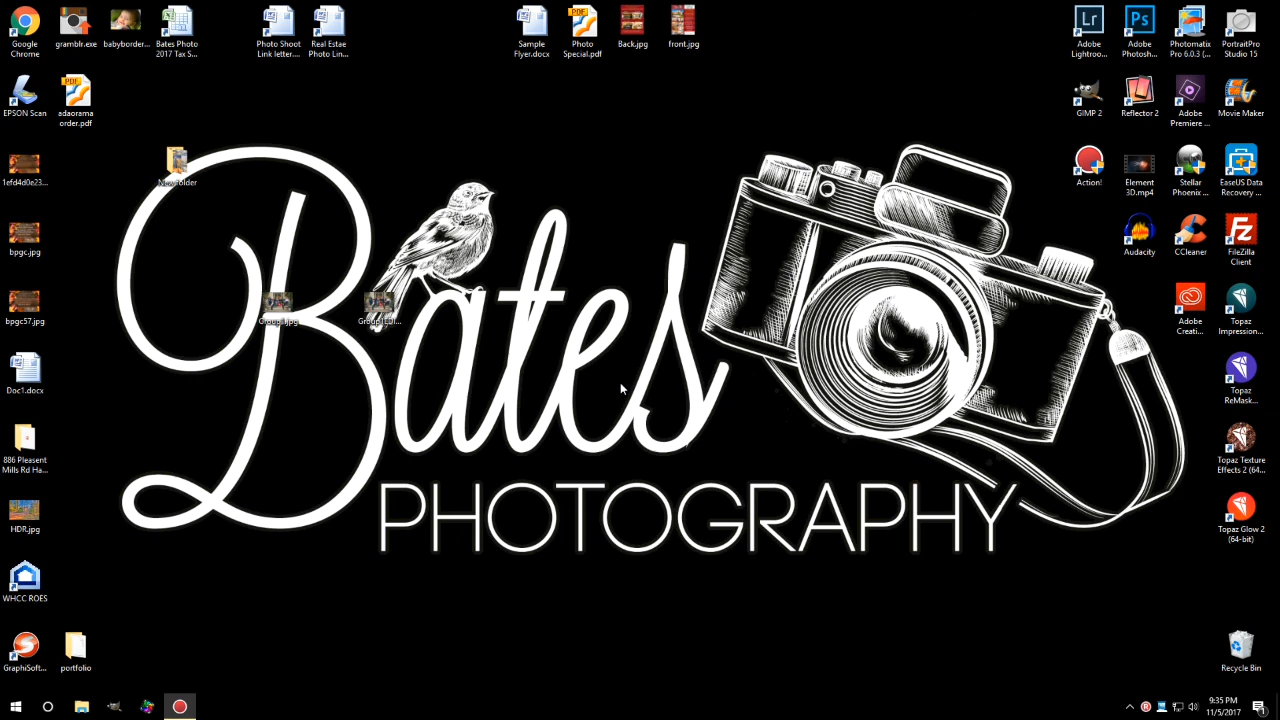 Google
Chrome
gramblr.exe
babyborder...
Bates Photo
2017 Tax S...
Photo Shoot
Link letter....
Real Estae
Photo Lin...
Sample
Flyer.docx
Photo
Special.pdf
Back.jpg
front.jpg
Adobe
Lightroo...
Adobe
Photosh...
Photomatix
Pro 6.0.3 (...
PortraitPro
Studio 15
EPSON Scan
adaorama
order.pdf
GIMP 2
Reflector 2
Adobe
Premiere ...
Movie Maker
1efd4d0e23...
New folder
Action!
Element
3D.mp4
Stellar
Phoenix ...
EaseUS Data
Recovery ...
bpgc.jpg
Audacity
CCleaner
FileZilla
Client
bpgc57.jpg
Adobe
Creati...
Topaz
Impression...
Bates
PHOTOGRAPHY
Doc1.docx
Topaz
ReMask...
886 Pleasent
Mills Rd Ha...
Topaz Texture
Effects 2 (64...
HDR.jpg
Topaz Glow 2
(64-bit)
WHCC ROES
GraphiSoft...
portfolio
Recycle Bin
9:35 PM
11/5/2017